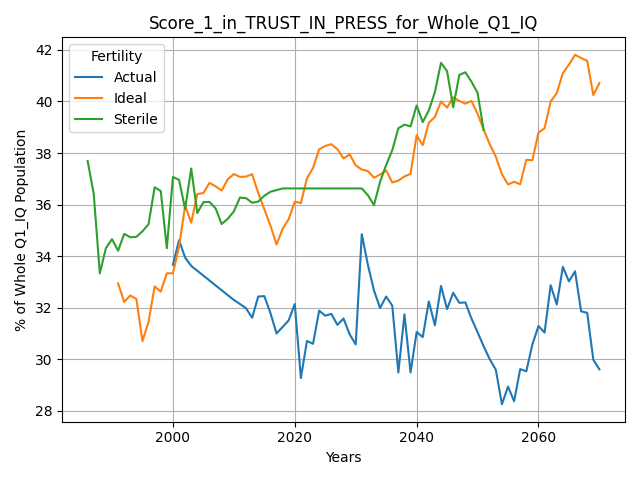 Score_1_in_TRUST_IN_PRESS_for_Whole_Q1_IQ
Fertility
Actual
Ideal
Sterile
% of Whole Q1_IQ Population
42
40
38
36
34
32
30
28
2000
2020
2040
2060
Years